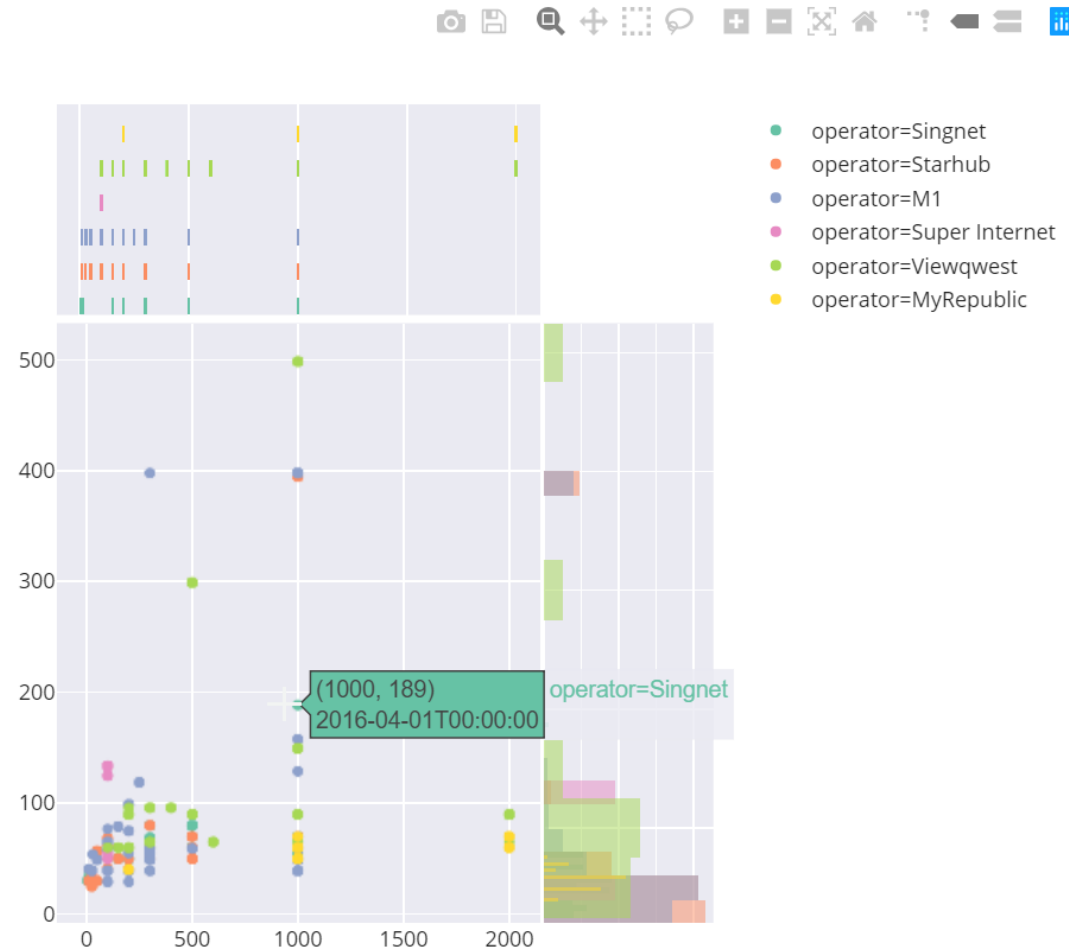 operator=Singnet
operator=Starhub
operator=M1
operator=Super Internet
operator=Viewqwest
operator=MyRepublic
500
400
300
200
100
0
(1000, 189)
2016-04-01T00:00:00
operator=Singnet
0
500
1000
1500
2000